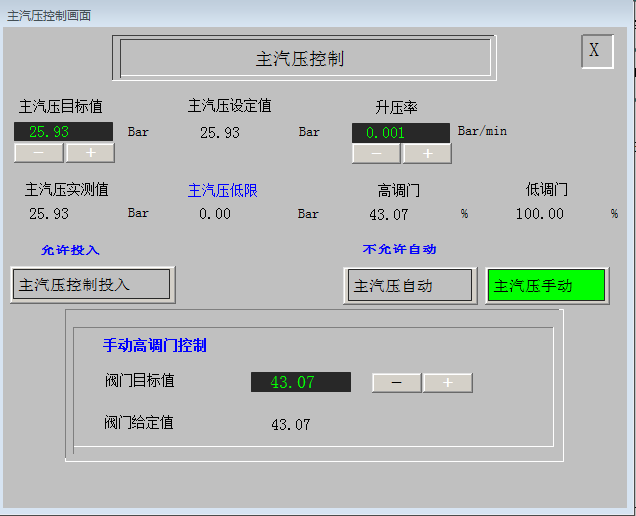 主汽压控制画面
主汽压控制
X
主汽压目标值 主汽压设定值 升压率
25.93 Bar 25.93 Bar 0.001 Bar/min
- + - +
主汽压实测值 主汽压低限 高调门 低调门
25.93 Bar 0.00 Bar 43.07 % 100.00 %
允许投入 不允许自动
主汽压控制投入 主汽压自动 主汽压手动
手动高调门控制
阀门目标值 43.07 - +
阀门给定值 43.07